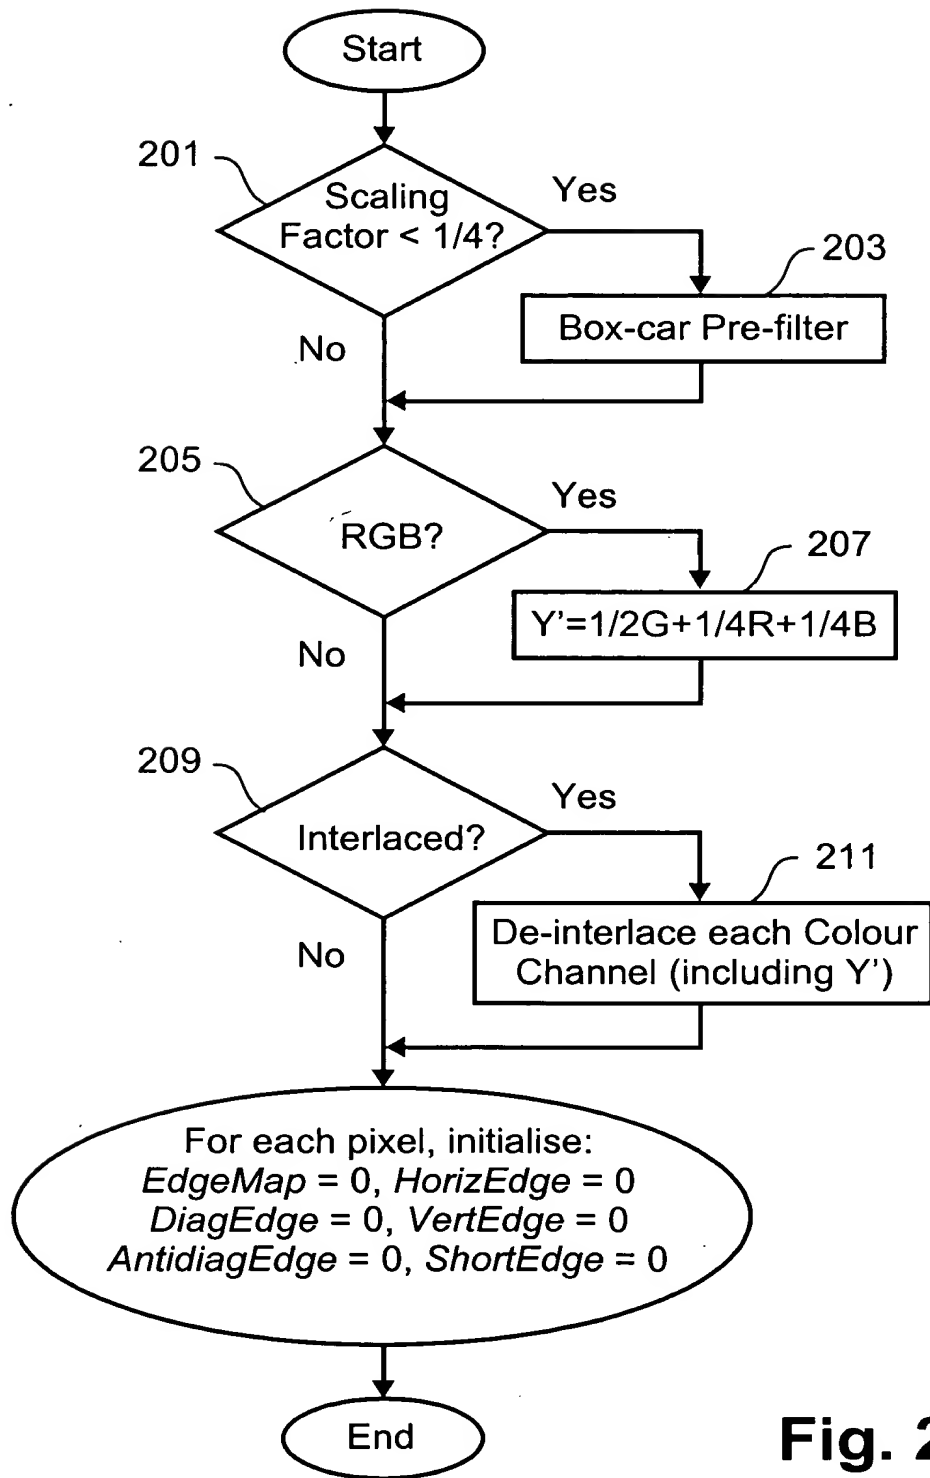 Start
201
Scaling
Factor < 1/4?
Yes
203
Box-car Pre-filter
No
205
RGB?
Yes
207
Y'=1/2G+1/4R+1/4B
No
209
Interlaced?
Yes
211
De-interlace each Colour
Channel (including Y')
No
For each pixel, initialise:
EdgeMap = 0, HorizEdge = 0
DiagEdge = 0, VertEdge = 0
AntidiagEdge = 0, ShortEdge = 0
End
Fig. 2